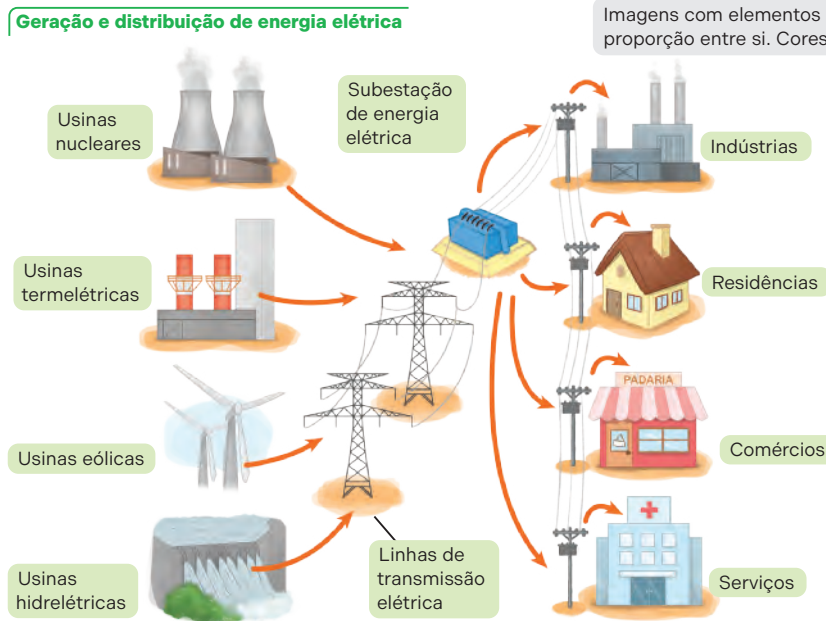 Geração e distribuição de energia elétrica
Imagens com elementos
proporção entre si. Cores
Usinas
nucleares
Subestação
de energia
elétrica
Indústrias
Usinas
termelétricas
Residências
PADARIA
Usinas eólicas
Comércios
Usinas
hidrelétricas
Linhas de
transmissão
elétrica
Serviços